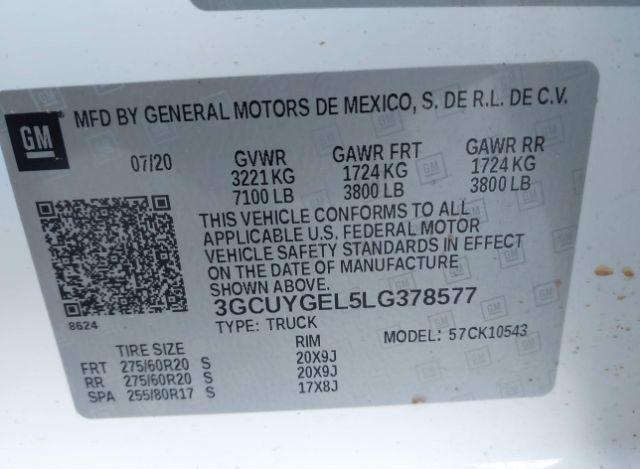 GM
MFD BY GENERAL MOTORS DE MEXICO, S. DE R.L. DE C.V.
07/20 GVWR GAWR FRT GAWR RR
3221 KG 1724 KG 1724 KG
7100 LB 3800 LB 3800 LB
THIS VEHICLE CONFORMS TO ALL
APPLICABLE U.S. FEDERAL MOTOR
VEHICLE SAFETY STANDARDS IN EFFECT
ON THE DATE OF MANUFACTURE
SHOWN ABOVE.
3GCUYGEL5LG378577
8624
TYPE: TRUCK MODEL: 57CK10543
TIRE SIZE RIM
FRT 275/60R20 S 20X9J
RR 275/60R20 S 20X9J
SPA 255/80R17 S 17X8J